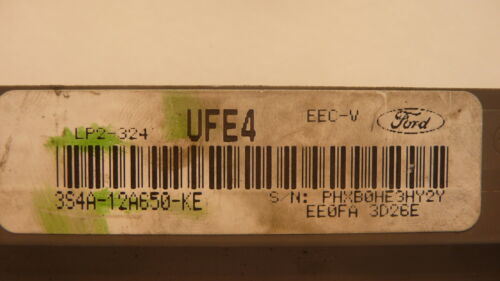 LP2-324 UFE4 EEC-V Ford
3S4A-12A650-KE S/N: PHXB0HE3HY2Y
EE0FA 3D26E